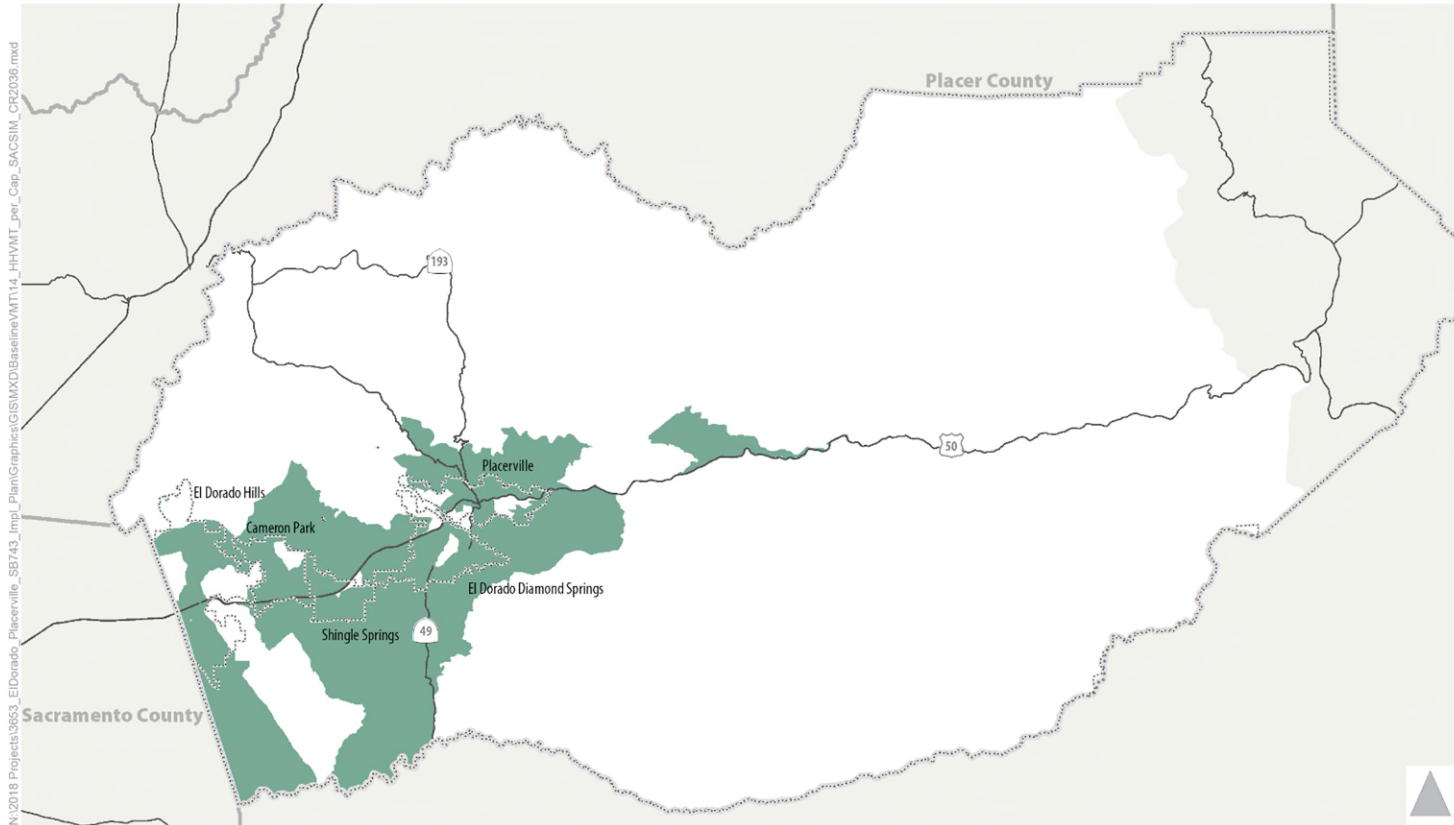 Placer County
193
50
Placerville
El Dorado Hills
Cameron Park
El Dorado Diamond Springs
Shingle Springs
49
Sacramento County
N:\2018 Projects\3653_ElDorado_Placerville_SB743_Impl_Plan\Graphics\GIS\MXD\BaselineVMT\14_HHVMT_per_Cap_SACSIM_CR2036.mxd